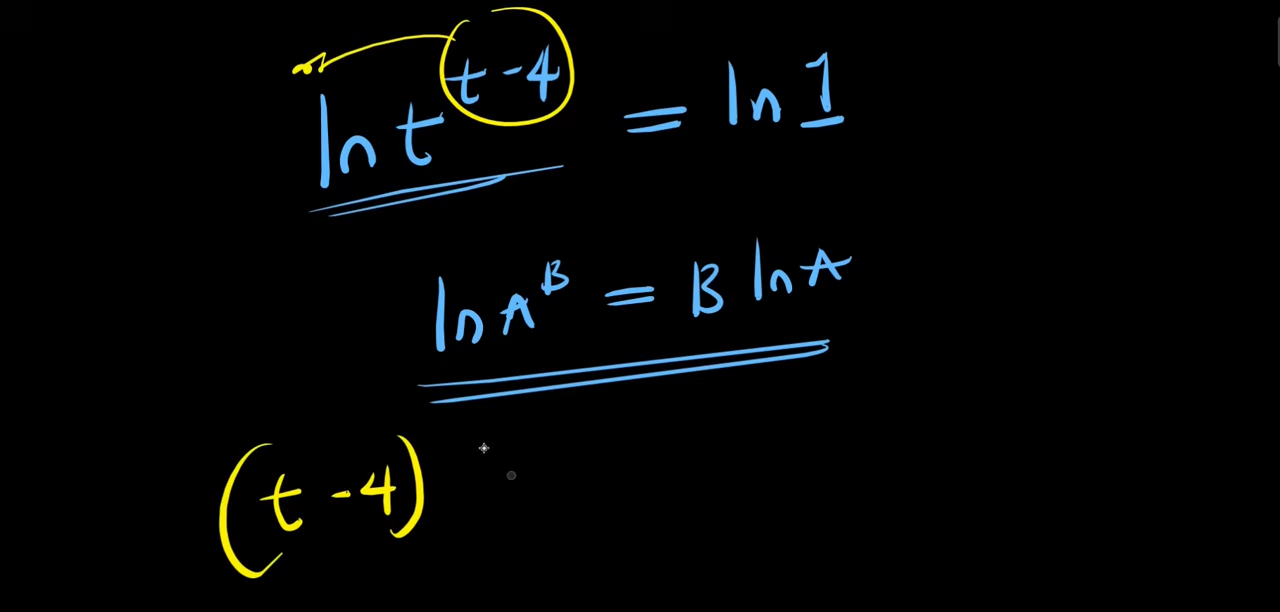 ln t^{t-4} = ln 1
ln A^B = B ln A
(t - 4)